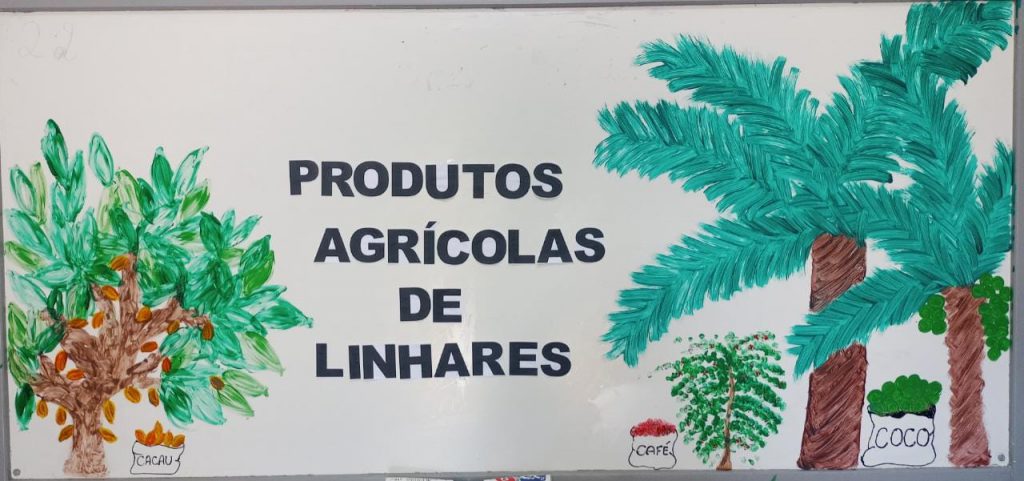 PRODUTOS
AGRÍCOLAS
DE
LINHARES
CACAU
CAFÉ
COCO